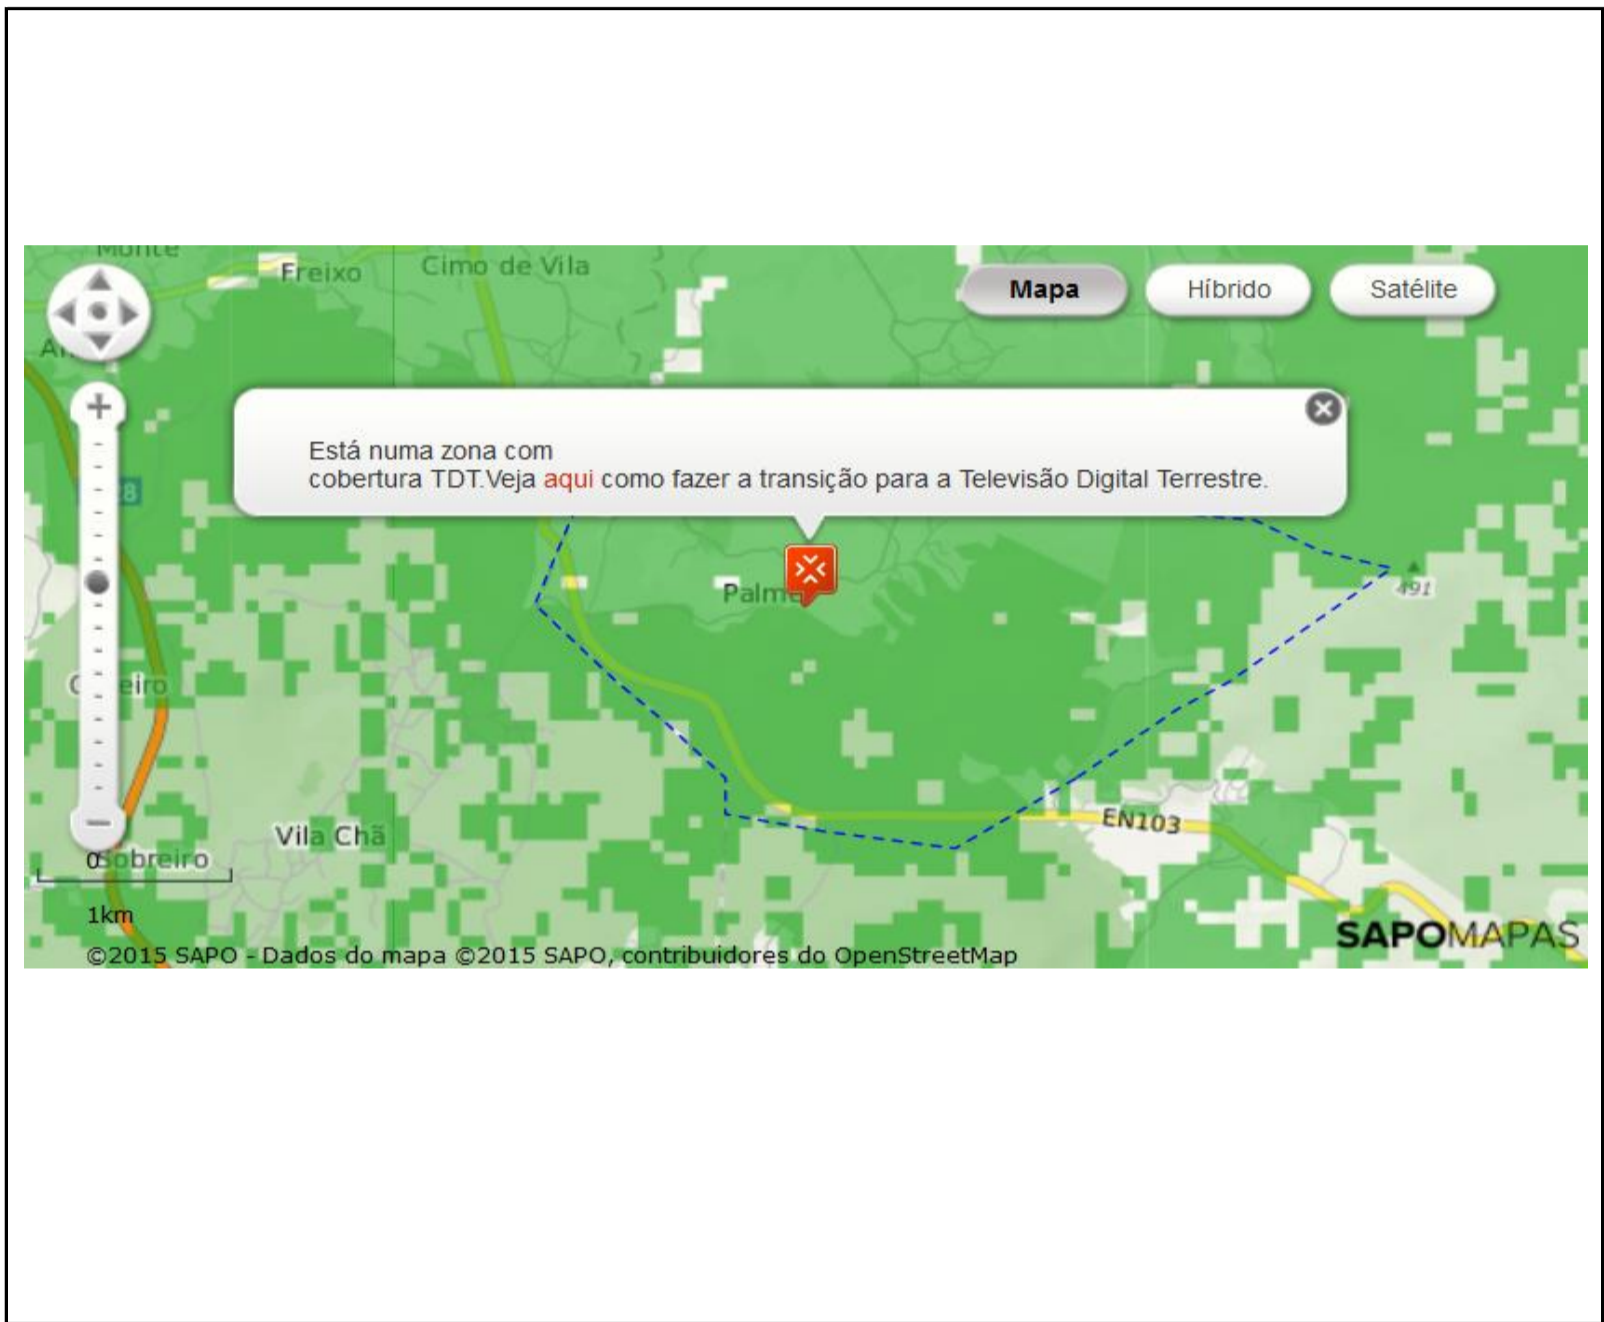 Monte
Freixo
Cimo de Vila
Mapa
Híbrido
Satélite
Está numa zona com
cobertura TDT.Veja aqui como fazer a transição para a Televisão Digital Terrestre.
491
EN103
Vila Chã
Sobreiro
0
1km
SAPOMAPAS
©2015 SAPO - Dados do mapa ©2015 SAPO, contribuidores do OpenStreetMap